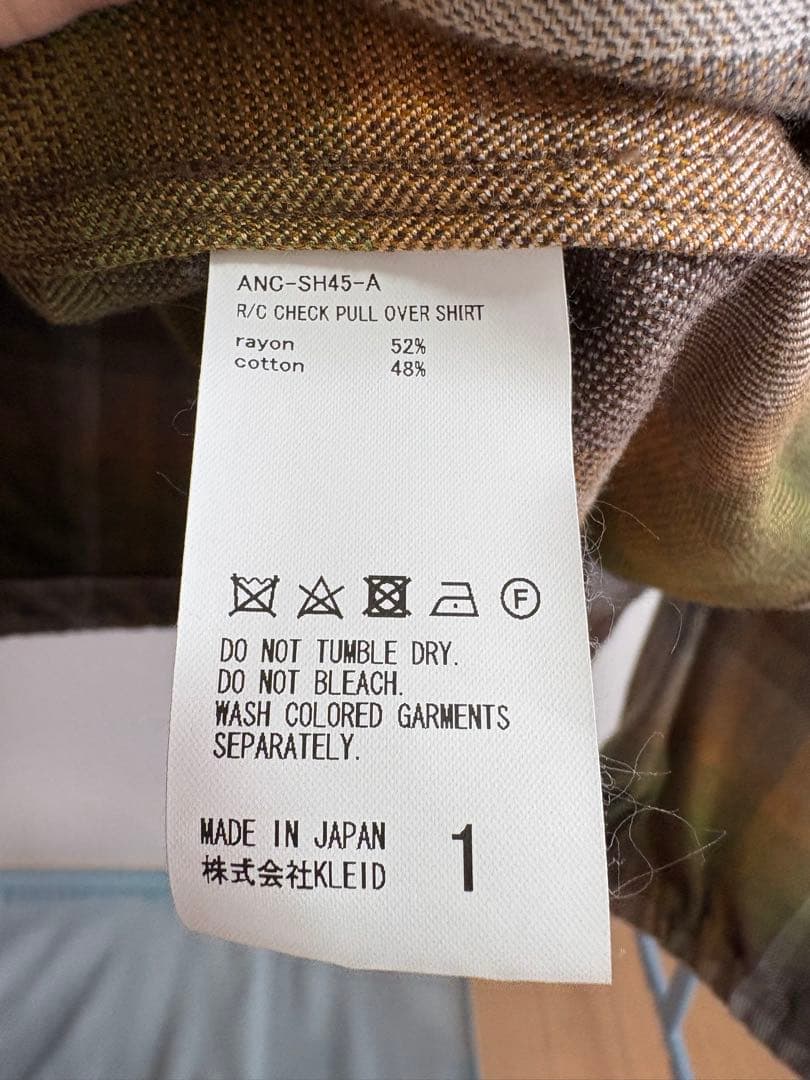 ANC-SH45-A
R/C CHECK PULL OVER SHIRT
rayon 52%
cotton 48%
F
DO NOT TUMBLE DRY.
DO NOT BLEACH.
WASH COLORED GARMENTS
SEPARATELY.
MADE IN JAPAN
株式会社KLEID
1